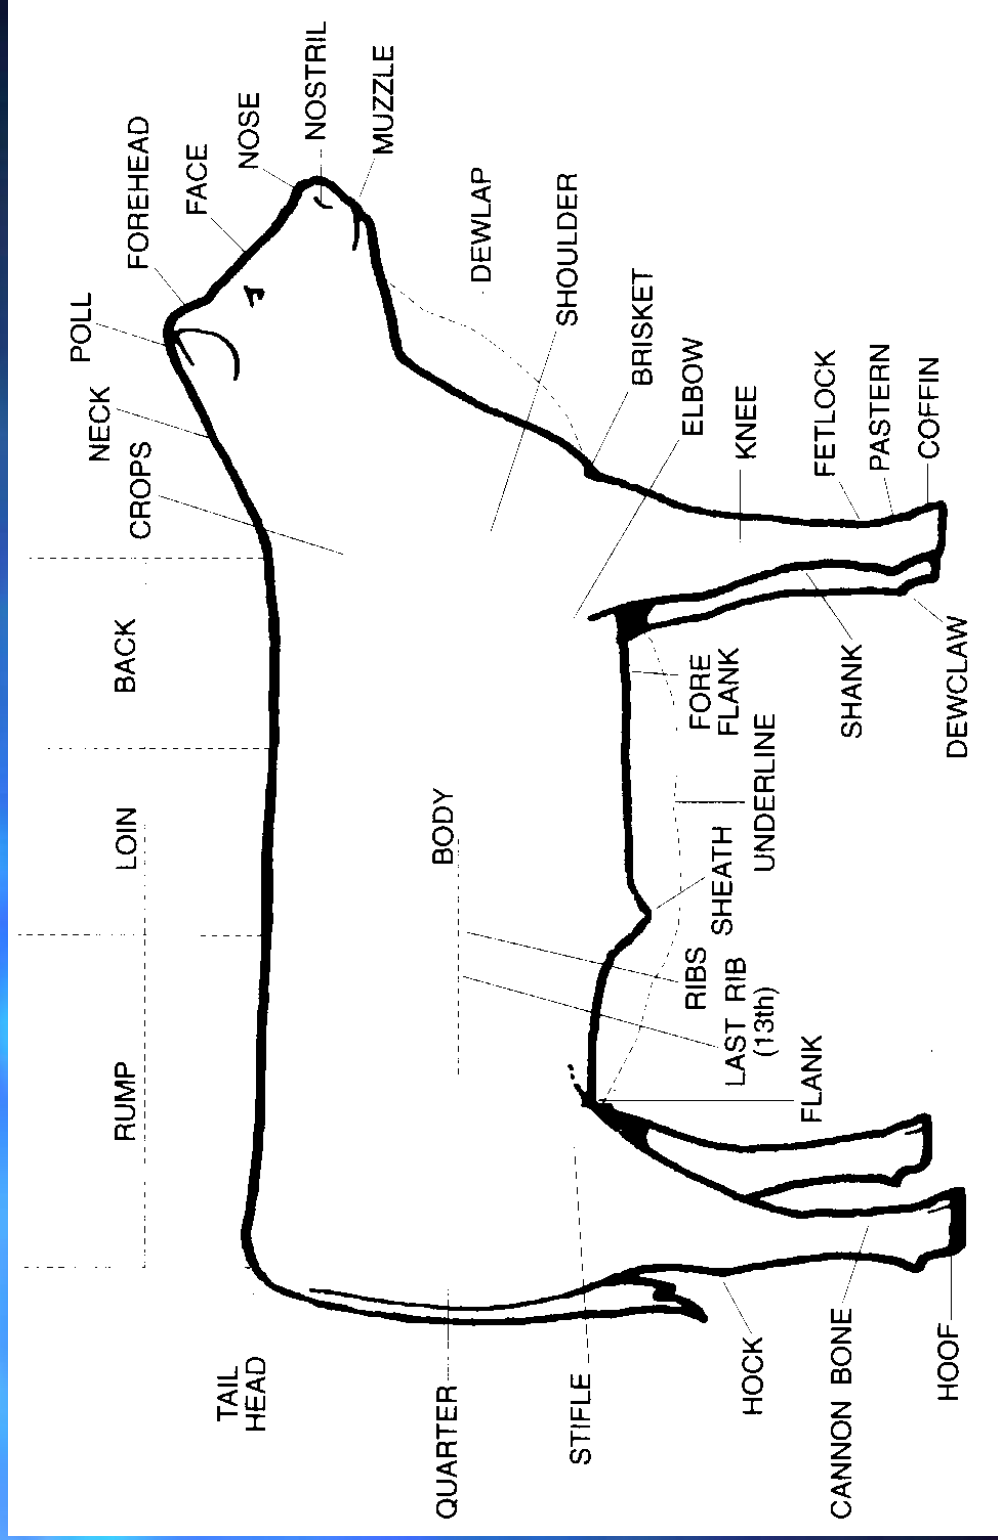 TAIL
HEAD
RUMP
LOIN
BACK
CROPS
NECK
POLL
FOREHEAD
FACE
NOSE
NOSTRIL
MUZZLE
DEWLAP
SHOULDER
BRISKET
ELBOW
KNEE
FETLOCK
PASTERN
COFFIN
DEWCLAW
SHANK
FORE
FLANK
UNDERLINE
SHEATH
BODY
RIBS
LAST RIB
(13th)
FLANK
QUARTER
STIFLE
HOCK
CANNON BONE
HOOF